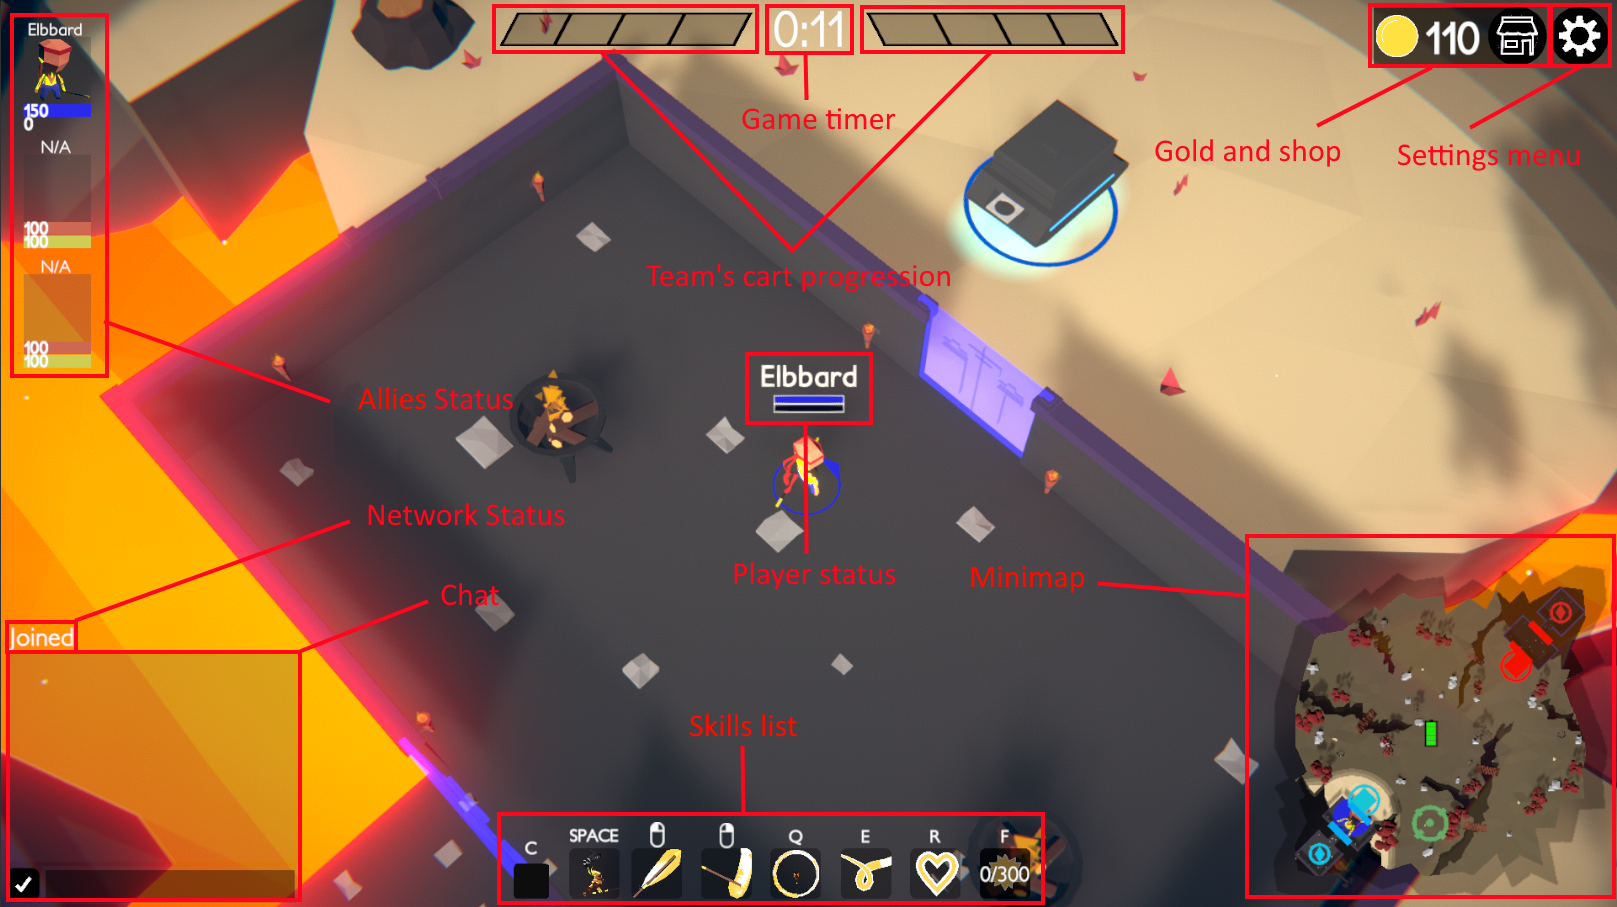 Elbbard
150
0
N/A
100
100
N/A
100
100
0:11
110
Game timer
Gold and shop
Settings menu
Team's cart progression
Elbbard
Allies Status
Network Status
Player status
Minimap
Chat
Joined
Skills list
C
SPACE
Q
E
R
F
0/300